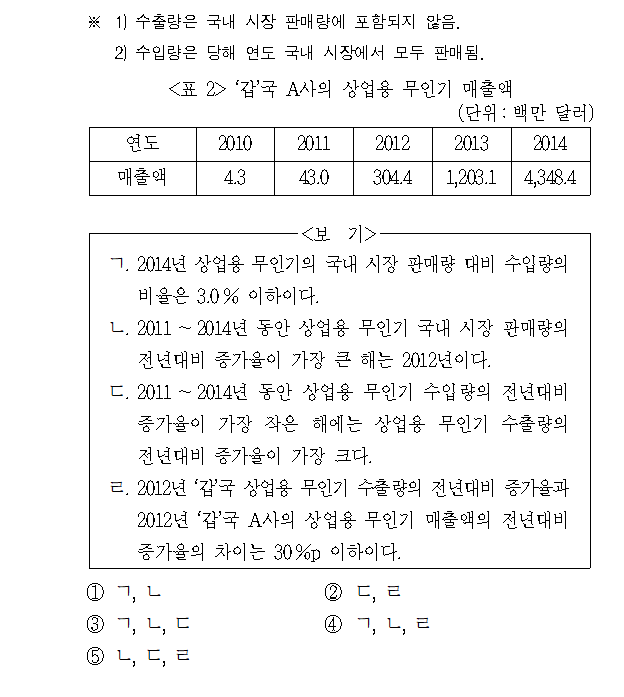 ※ 1) 수출량은 국내 시장 판매량에 포함되지 않음.
2) 수입량은 당해 연도 국내 시장에서 모두 판매됨.
<표 2> ‘갑’국 A사의 상업용 무인기 매출액
(단위 : 백만 달러)
연도 2010 2011 2012 2013 2014
매출액 4.3 43.0 304.4 1,203.1 4,348.4
<보 기>
ㄱ. 2014년 상업용 무인기의 국내 시장 판매량 대비 수입량의
비율은 3.0 % 이하이다.
ㄴ. 2011 ~ 2014년 동안 상업용 무인기 국내 시장 판매량의
전년대비 증가율이 가장 큰 해는 2012년이다.
ㄷ. 2011 ~ 2014년 동안 상업용 무인기 수입량의 전년대비
증가율이 가장 작은 해에는 상업용 무인기 수출량의
전년대비 증가율이 가장 크다.
ㄹ. 2012년 ‘갑’국 상업용 무인기 수출량의 전년대비 증가율과
2012년 ‘갑’국 A사의 상업용 무인기 매출액의 전년대비
증가율의 차이는 30 %p 이하이다.
① ㄱ, ㄴ ② ㄷ, ㄹ
③ ㄱ, ㄴ, ㄷ ④ ㄱ, ㄴ, ㄹ
⑤ ㄴ, ㄷ, ㄹ